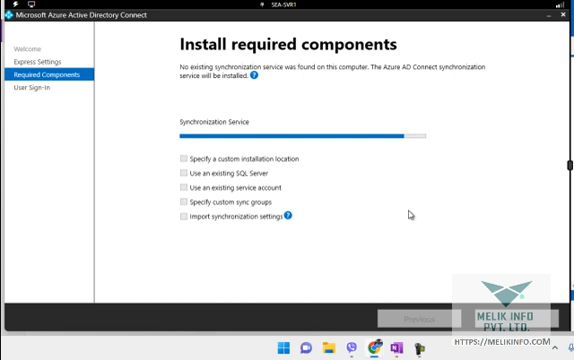 SEA-SVR1
Microsoft Azure Active Directory Connect
Welcome
Express Settings
Required Components
User Sign-In
Install required components
No existing synchronization service was found on this computer. The Azure AD Connect synchronization
service will be installed. ?
Synchronization Service
Specify a custom installation location
Use an existing SQL Server
Use an existing service account
Specify custom sync groups
Import synchronization settings ?
Previous
MELIK INFO
PVT. LTD.
HTTPS://MELIKINFO.COM